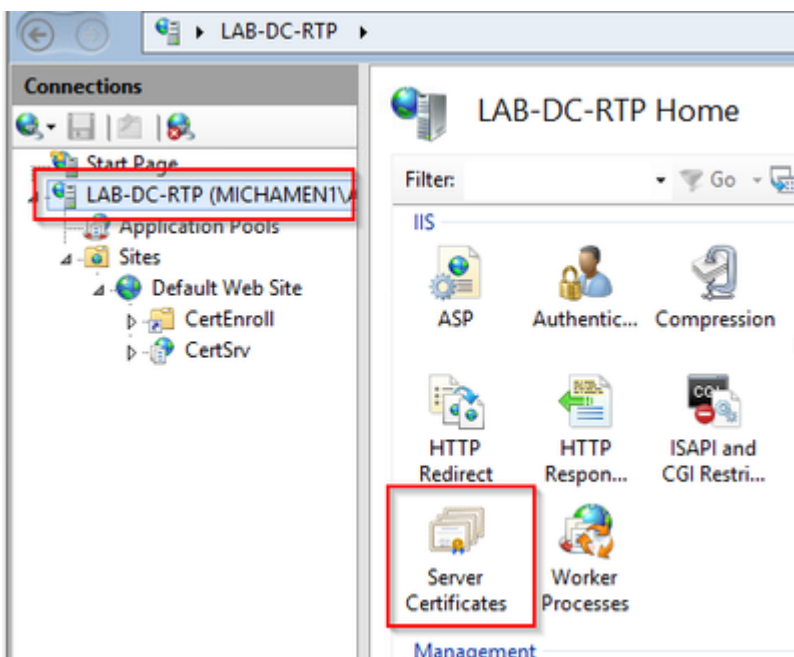 LAB-DC-RTP
Connections
Start Page
LAB-DC-RTP (MICHAMEN1\
Application Pools
Sites
Default Web Site
CertEnroll
CertSrv
LAB-DC-RTP Home
Filter:
Go
IIS
ASP
Authentic...
Compression
HTTP
Redirect
HTTP
Respon...
ISAPI and
CGI Restri...
Server
Certificates
Worker
Processes
Management